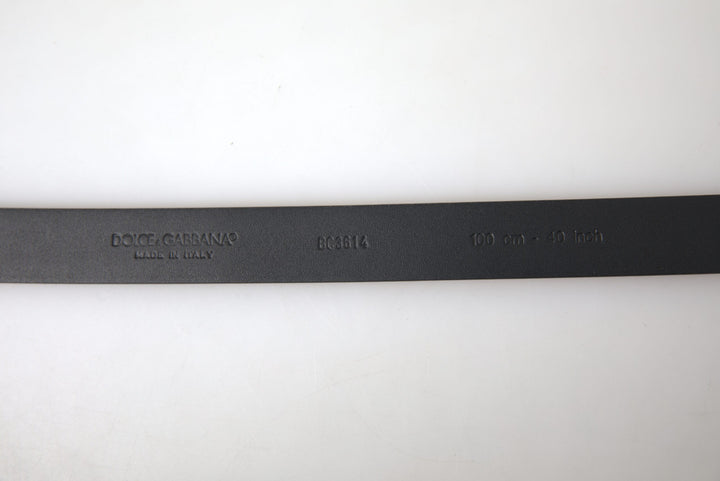 DOLCE & GABBANA®
MADE IN ITALY
BC3614
100 cm - 40 inch